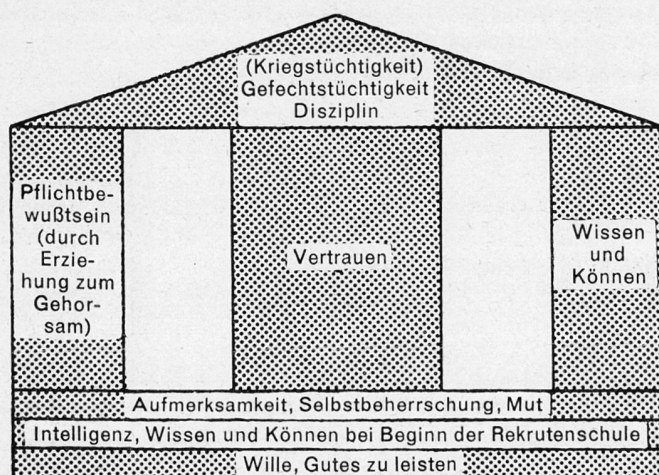 (Kriegstüchtigkeit)
Gefechtstüchtigkeit
Disziplin
Pflichtbe-
wußtsein
(durch
Erzie-
hung zum
Gehor-
sam)
Vertrauen
Wissen
und
Können
Aufmerksamkeit, Selbstbeherrschung, Mut
Intelligenz, Wissen und Können bei Beginn der Rekrutenschule
Wille, Gutes zu leisten